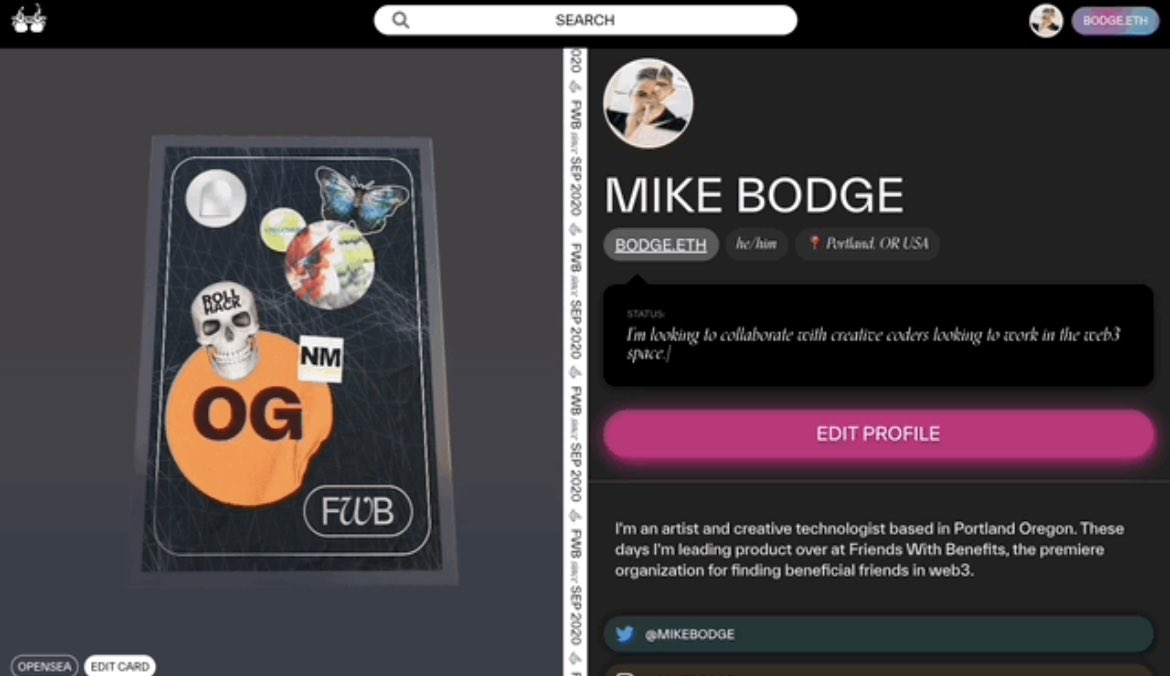 SEARCH
BODGE.ETH
ROLL
HACK
NM
OG
FWB
OPENSEA
EDIT CARD
020
FWB since SEP 2020
FWB since SEP 2020
FWB since SEP 2020
FWB since SEP 2020
F
MIKE BODGE
BODGE.ETH
he/him
Portland, OR USA
STATUS:
I'm looking to collaborate with creative coders looking to work in the web3
space.
EDIT PROFILE
I'm an artist and creative technologist based in Portland Oregon. These
days I'm leading product over at Friends With Benefits, the premiere
organization for finding beneficial friends in web3.
@MIKEBODGE